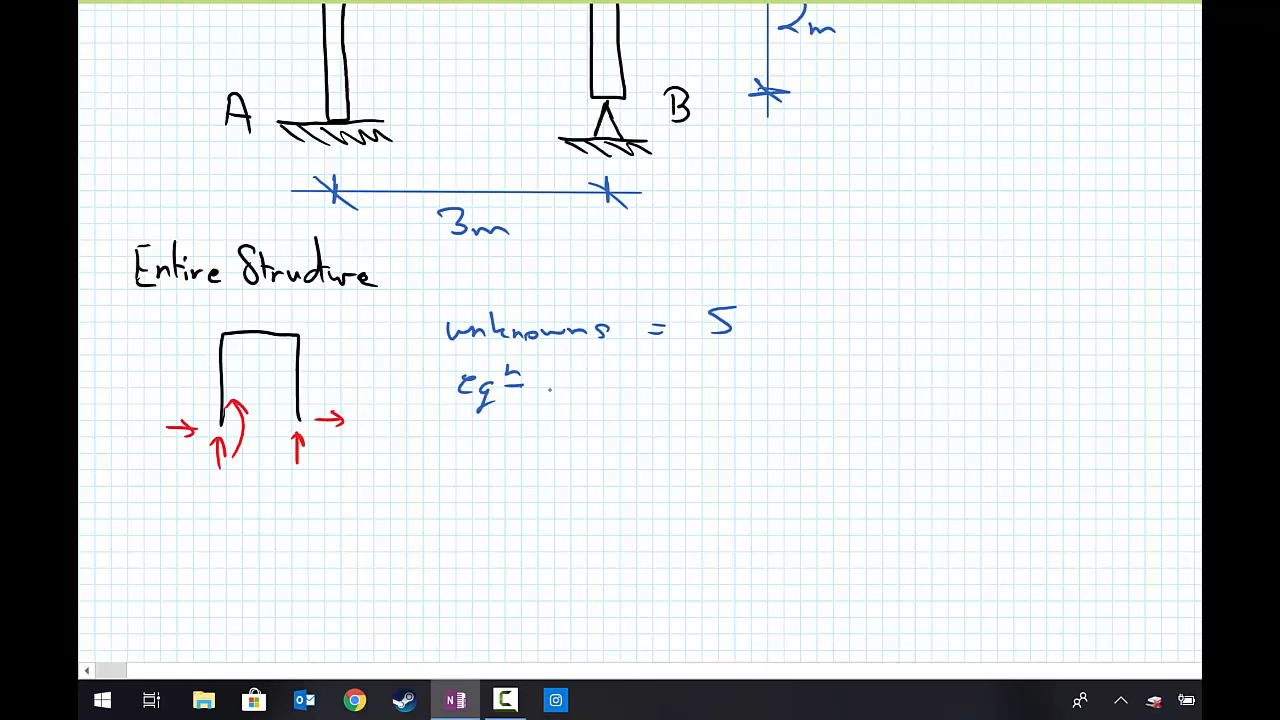 2m
A
B
3m
Entire Structure
unknowns = 5
eqn